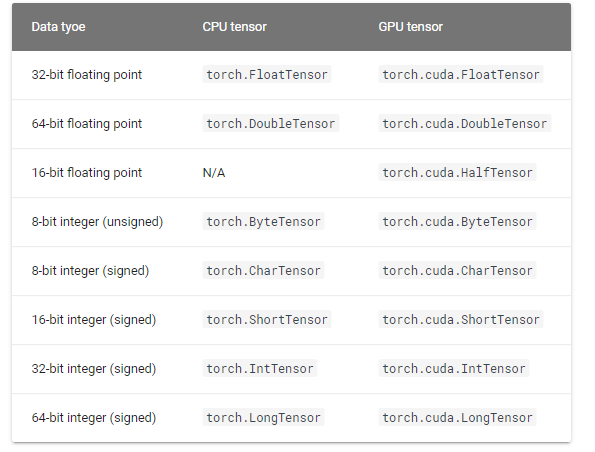 Data tyoe CPU tensor GPU tensor
32-bit floating point torch.FloatTensor torch.cuda.FloatTensor
64-bit floating point torch.DoubleTensor torch.cuda.DoubleTensor
16-bit floating point N/A torch.cuda.HalfTensor
8-bit integer (unsigned) torch.ByteTensor torch.cuda.ByteTensor
8-bit integer (signed) torch.CharTensor torch.cuda.CharTensor
16-bit integer (signed) torch.ShortTensor torch.cuda.ShortTensor
32-bit integer (signed) torch.IntTensor torch.cuda.IntTensor
64-bit integer (signed) torch.LongTensor torch.cuda.LongTensor